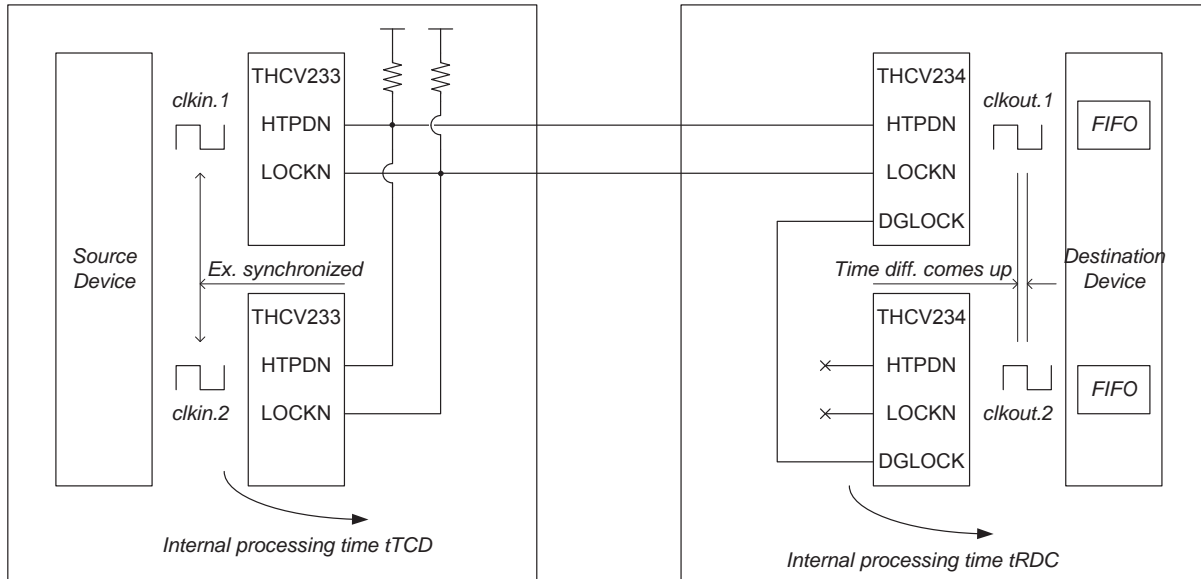 Source
Device
clkin.1
THCV233
HTPDN
LOCKN
Ex. synchronized
THCV233
HTPDN
LOCKN
clkin.2
Internal processing time tTCD
THCV234
HTPDN
LOCKN
DGLOCK
clkout.1
FIFO
Time diff. comes up
Destination
Device
THCV234
HTPDN
LOCKN
DGLOCK
clkout.2
FIFO
Internal processing time tRDC